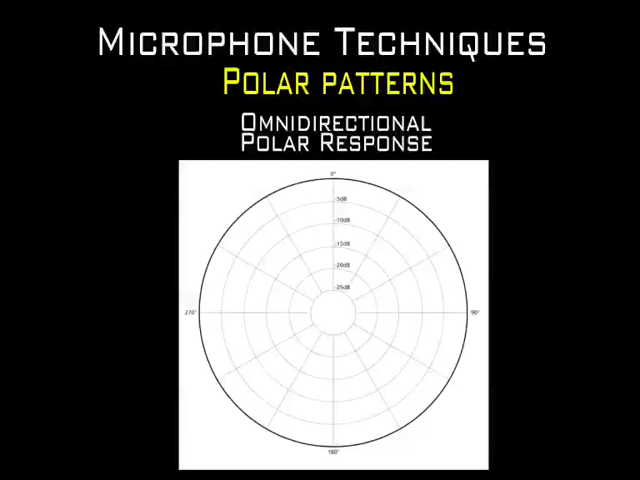 Microphone Techniques
Polar patterns
Omnidirectional
Polar Response
0°
-5dB
-10dB
-15dB
-20dB
-25dB
270°
90°
180°